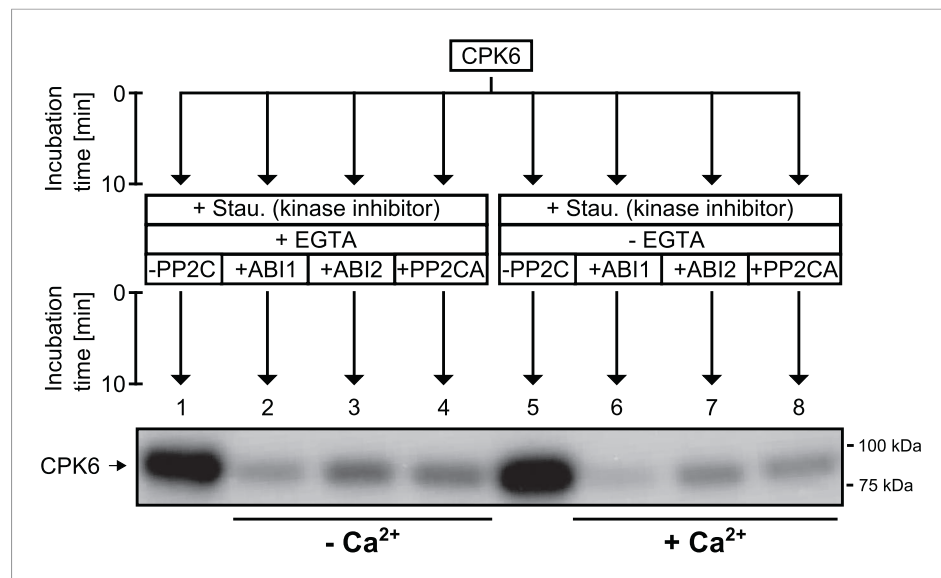 CPK6
Incubation
time [min]
0
10
+ Stau. (kinase inhibitor)
+ Stau. (kinase inhibitor)
+ EGTA
- EGTA
-PP2C +ABI1 +ABI2 +PP2CA
-PP2C +ABI1 +ABI2 +PP2CA
Incubation
time [min]
0
10
1 2 3 4 5 6 7 8
CPK6
100 kDa
75 kDa
- Ca²⁺
+ Ca²⁺